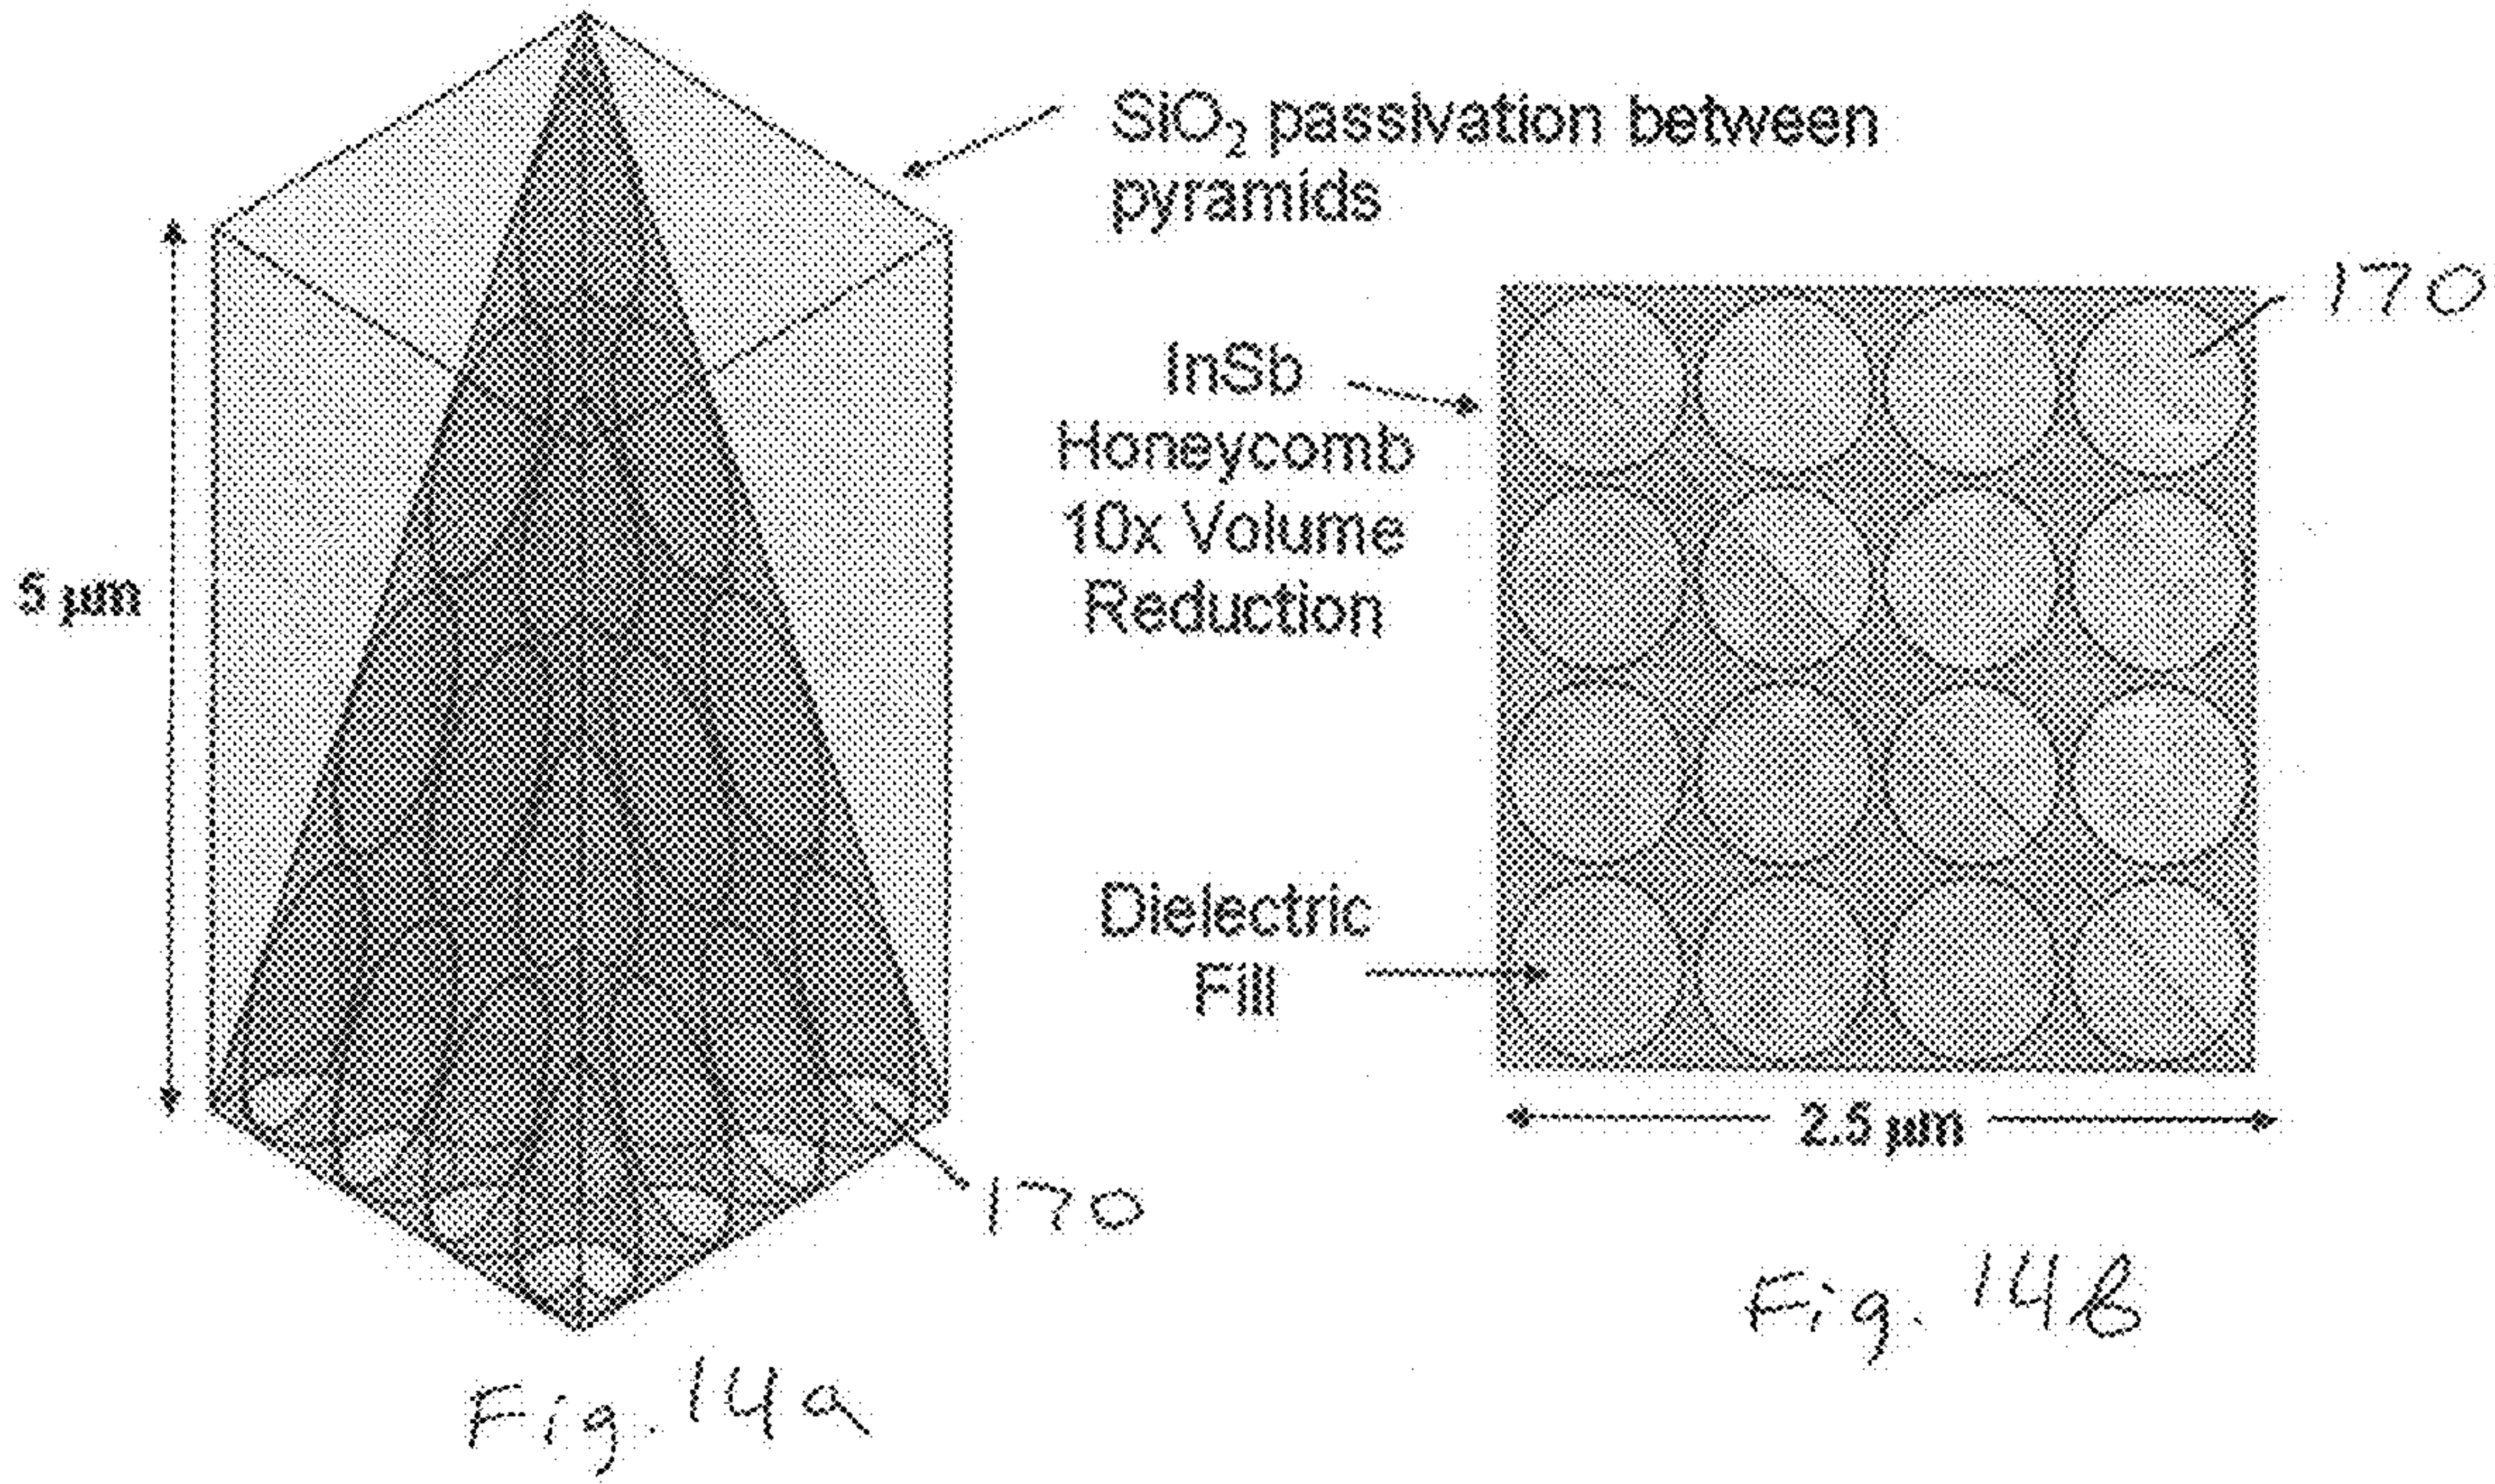 SiO₂ passivation between
pyramids
5 µm
170
Fig. 14a
InSb
Honeycomb
10x Volume
Reduction
170
Dielectric
Fill
2.5 µm
Fig. 14b